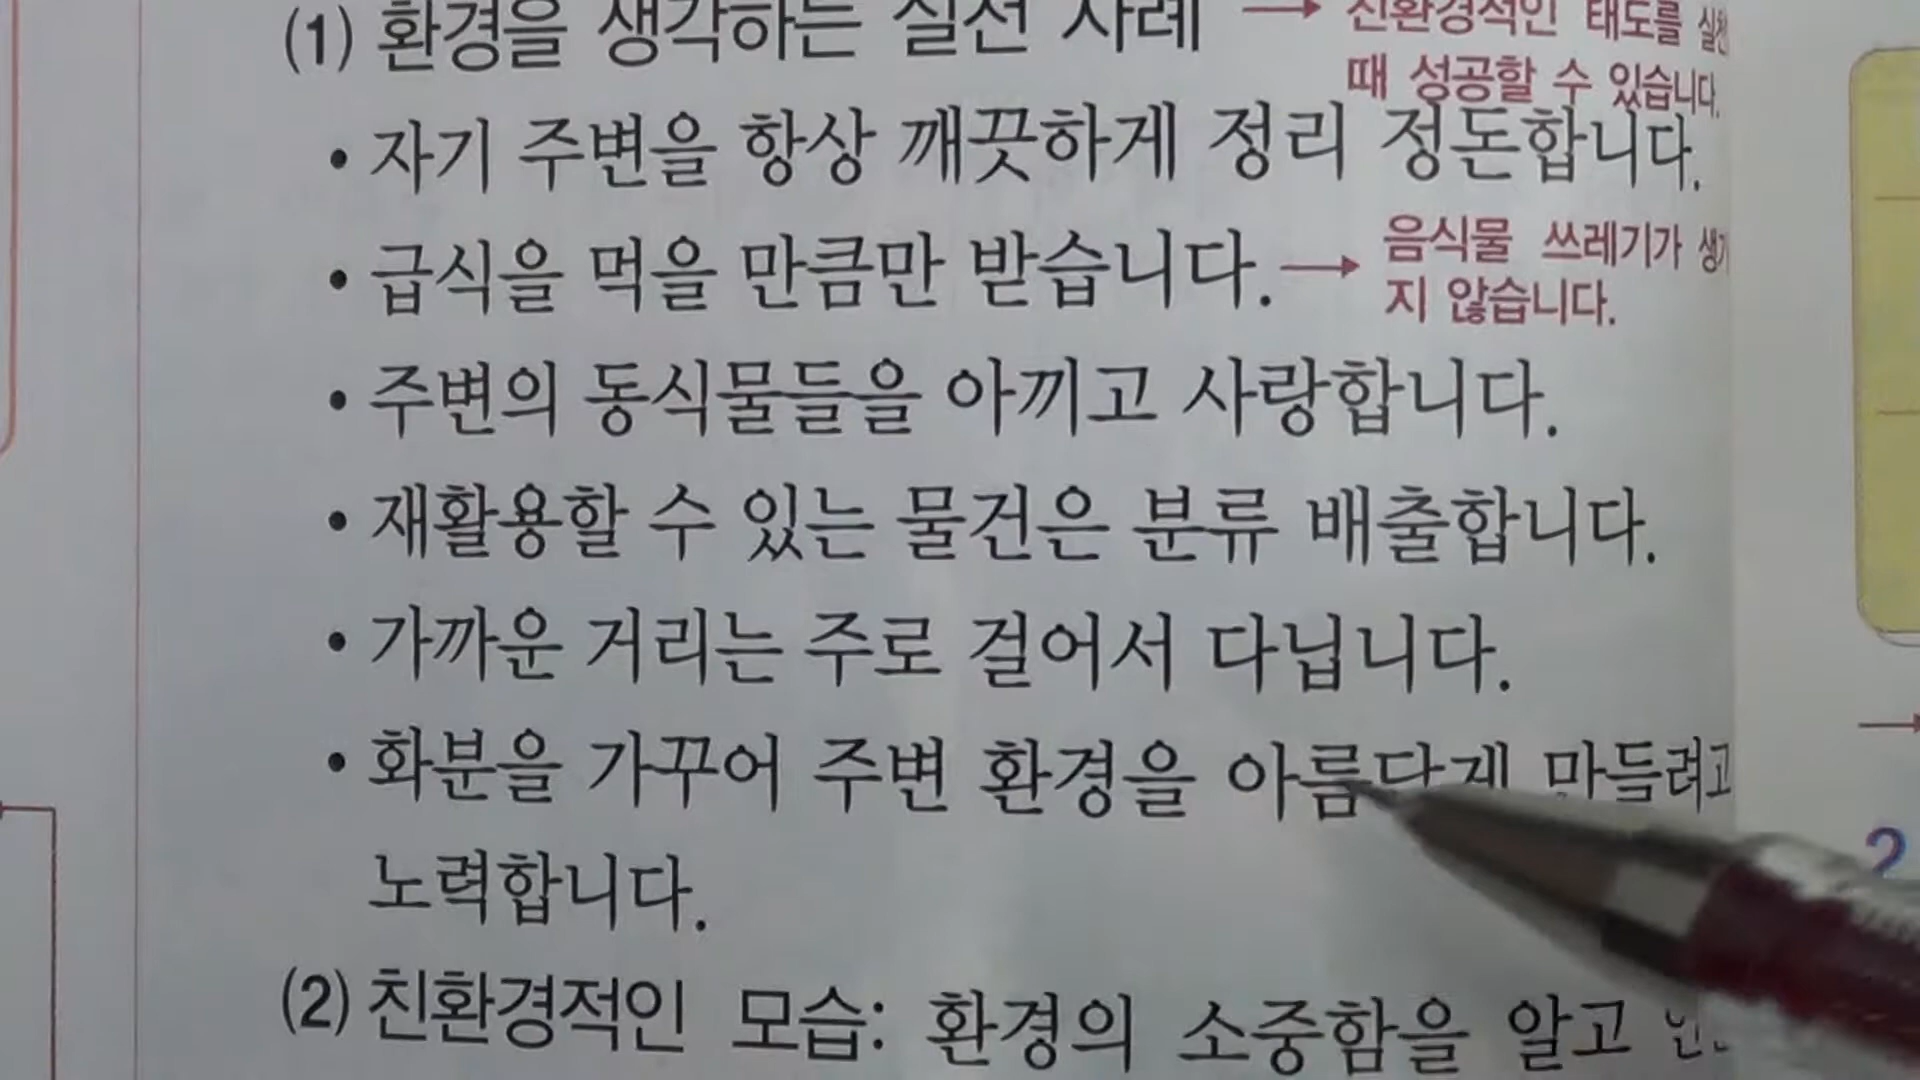 (1) 환경을 생각하는 실천 사례 → 친환경적인 태도를 실천
때 성공할 수 있습니다.
• 자기 주변을 항상 깨끗하게 정리 정돈합니다.
• 급식을 먹을 만큼만 받습니다. → 음식물 쓰레기가 생기
지 않습니다.
• 주변의 동식물들을 아끼고 사랑합니다.
• 재활용할 수 있는 물건은 분류 배출합니다.
• 가까운 거리는 주로 걸어서 다닙니다.
• 화분을 가꾸어 주변 환경을 아름답게 만들려고
노력합니다.
(2) 친환경적인 모습: 환경의 소중함을 알고
2